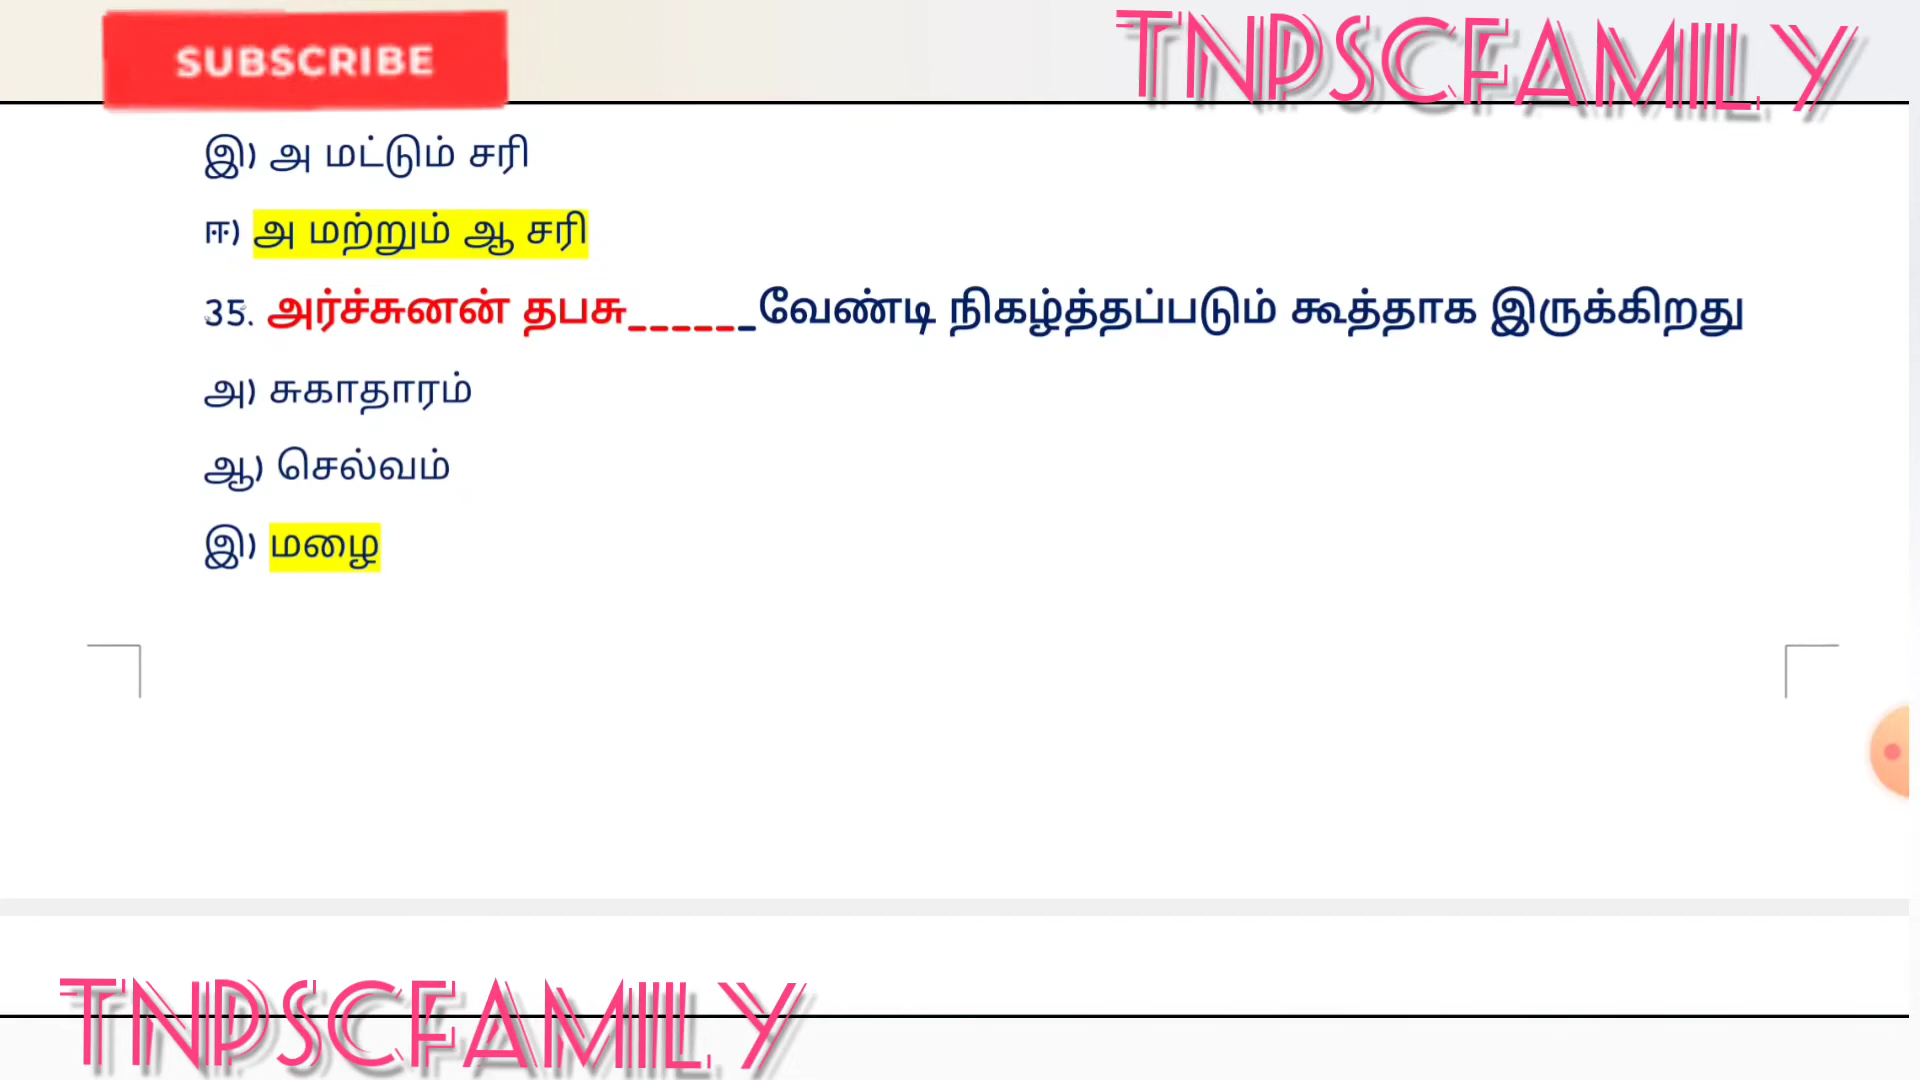 SUBSCRIBE
TNPSCFAMILY
இ) அ மட்டும் சரி
ஈ) அ மற்றும் ஆ சரி
35. அர்ச்சுனன் தபசு_______வேண்டி நிகழ்த்தப்படும் கூத்தாக இருக்கிறது
அ) சுகாதாரம்
ஆ) செல்வம்
இ) மழை
TNPSCFAMILY